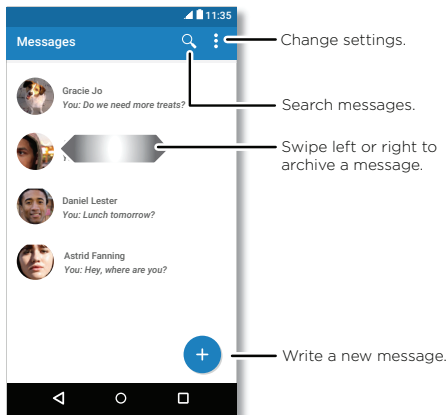 11:35
Messages
Change settings.
Gracie Jo
You: Do we need more treats?
Search messages.
Swipe left or right to
archive a message.
Daniel Lester
You: Lunch tomorrow?
Astrid Fanning
You: Hey, where are you?
Write a new message.